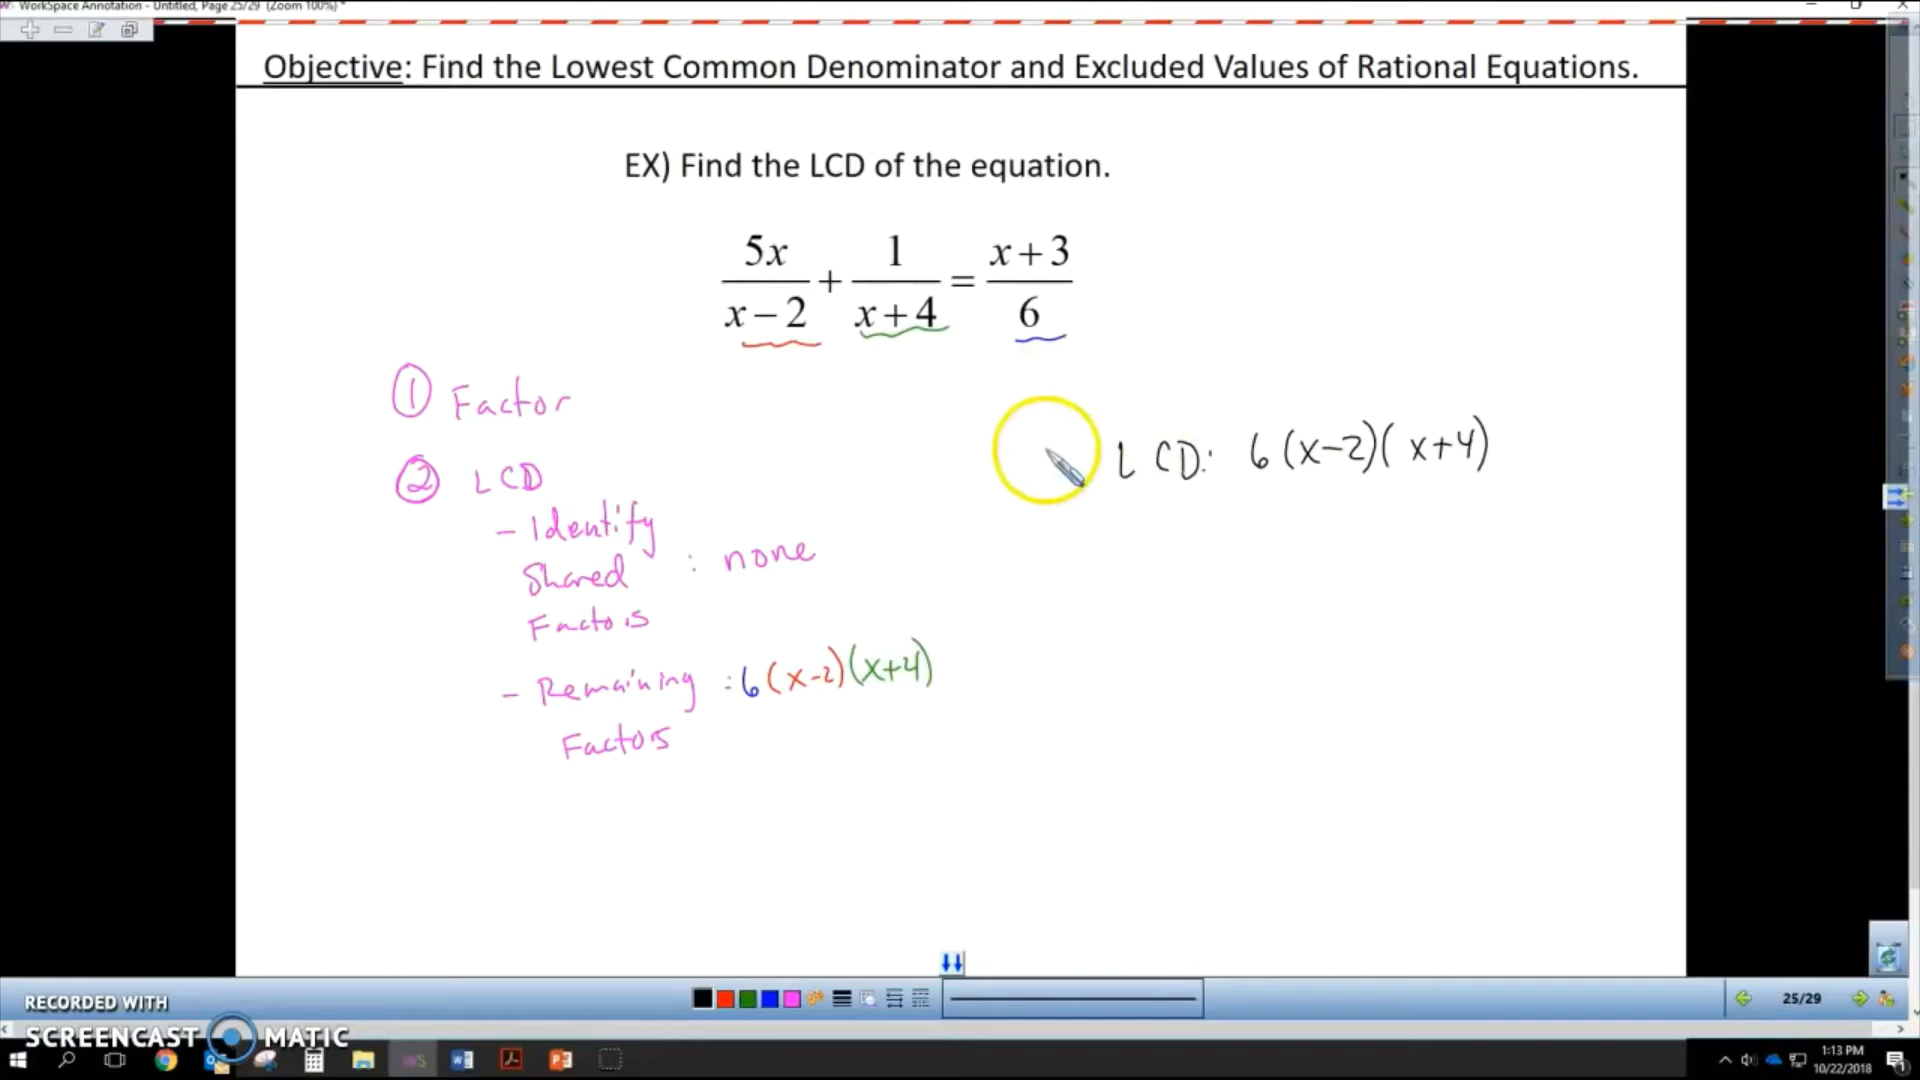 WorkSpace Annotation - Untitled, Page 25/29 (Zoom 100%) *
Objective: Find the Lowest Common Denominator and Excluded Values of Rational Equations.
EX) Find the LCD of the equation.
5x/(x − 2) + 1/(x + 4) = (x + 3)/6
① Factor
② LCD
- Identify
Shared : none
Factors
- Remaining : 6(x-2)(x+4)
Factors
LCD: 6(x-2)(x+4)
25/29
RECORDED WITH
SCREENCAST MATIC
1:13 PM
10/22/2018